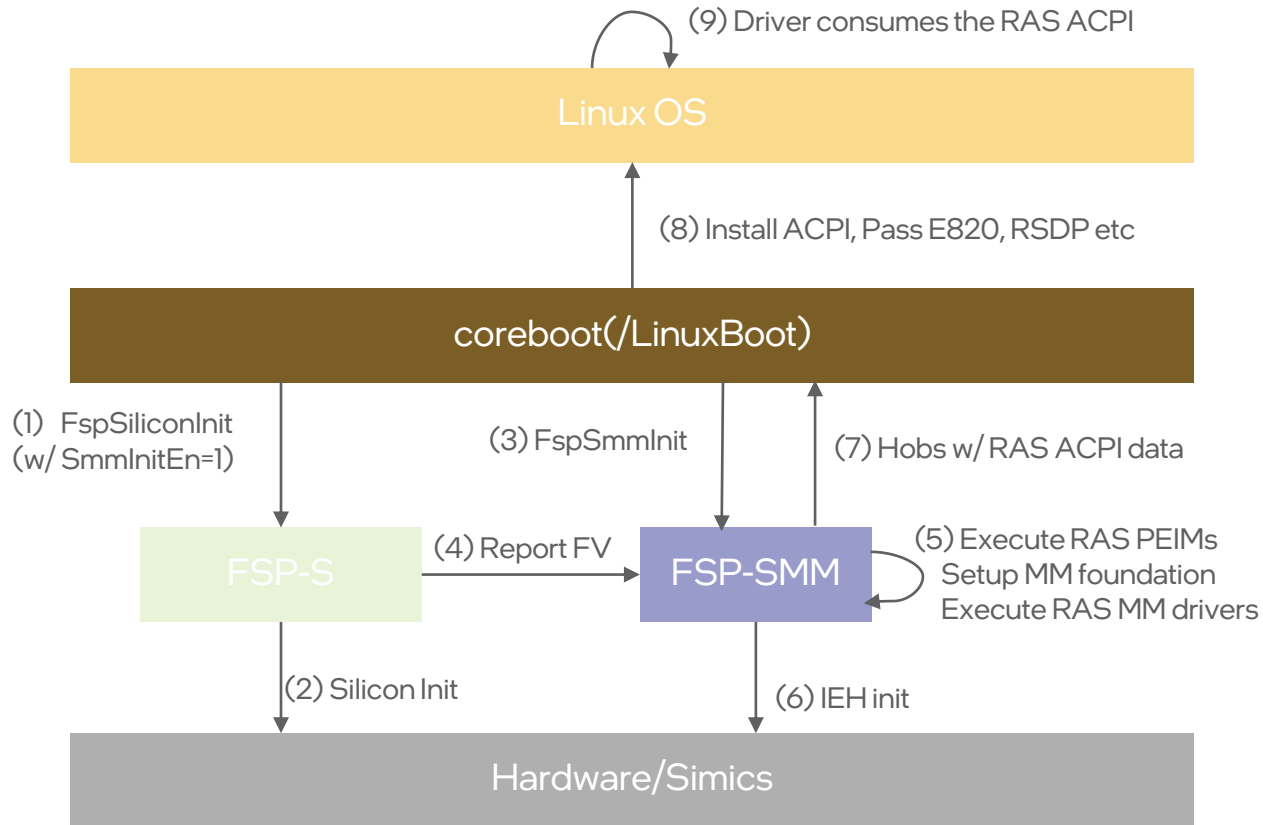 (9) Driver consumes the RAS ACPI
Linux OS
(8) Install ACPI, Pass E820, RSDP etc
coreboot(/LinuxBoot)
(1) FspSiliconInit
(w/ SmmInitEn=1)
(3) FspSmmInit
(7) Hobs w/ RAS ACPI data
FSP-S
(4) Report FV
FSP-SMM
(5) Execute RAS PEIMs
Setup MM foundation
Execute RAS MM drivers
(2) Silicon Init
(6) IEH init
Hardware/Simics